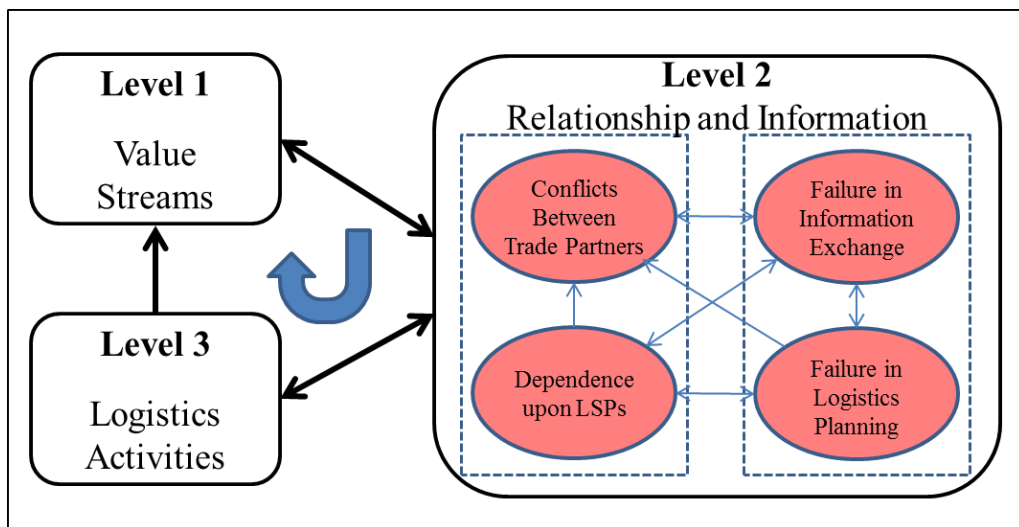 Level 1
Value
Streams
Level 3
Logistics
Activities
Level 2
Relationship and Information
Conflicts
Between
Trade Partners
Failure in
Information
Exchange
Dependence
upon LSPs
Failure in
Logistics
Planning